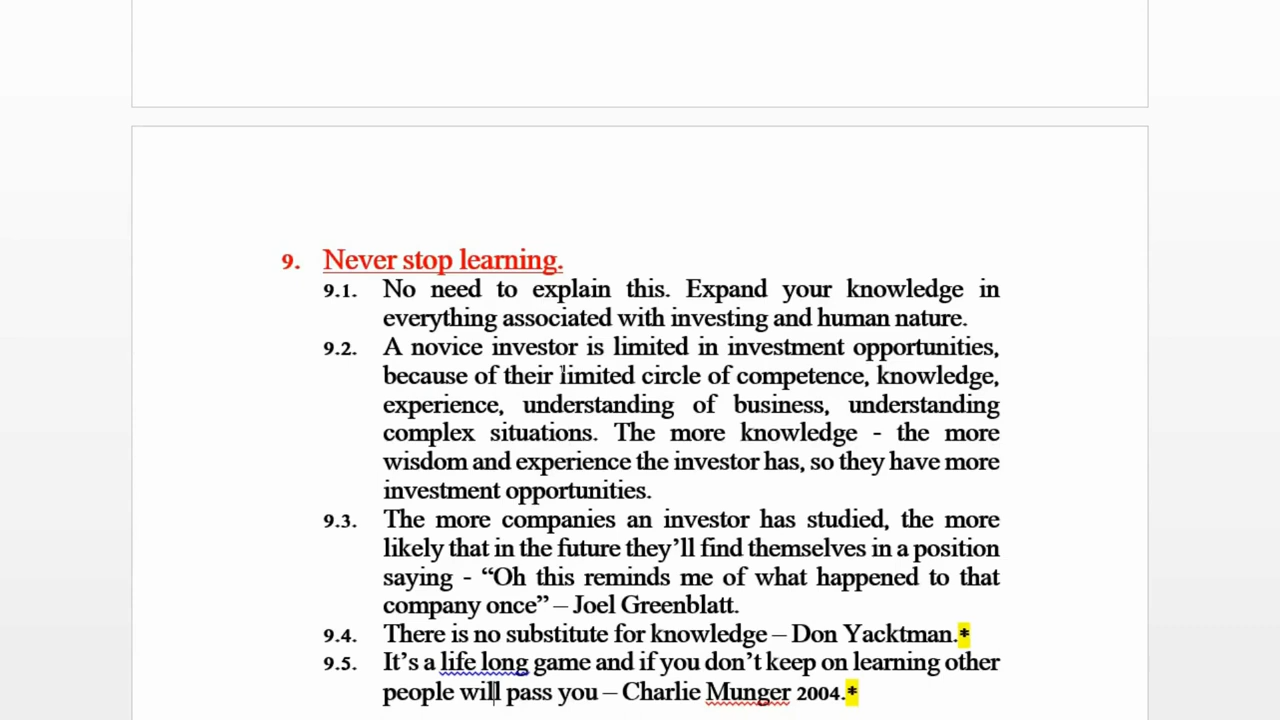 9. Never stop learning.
9.1. No need to explain this. Expand your knowledge in
everything associated with investing and human nature.
9.2. A novice investor is limited in investment opportunities,
because of their limited circle of competence, knowledge,
experience, understanding of business, understanding
complex situations. The more knowledge - the more
wisdom and experience the investor has, so they have more
investment opportunities.
9.3. The more companies an investor has studied, the more
likely that in the future they’ll find themselves in a position
saying - “Oh this reminds me of what happened to that
company once” – Joel Greenblatt.
9.4. There is no substitute for knowledge – Don Yacktman.*
9.5. It’s a life long game and if you don’t keep on learning other
people will pass you – Charlie Munger 2004.*